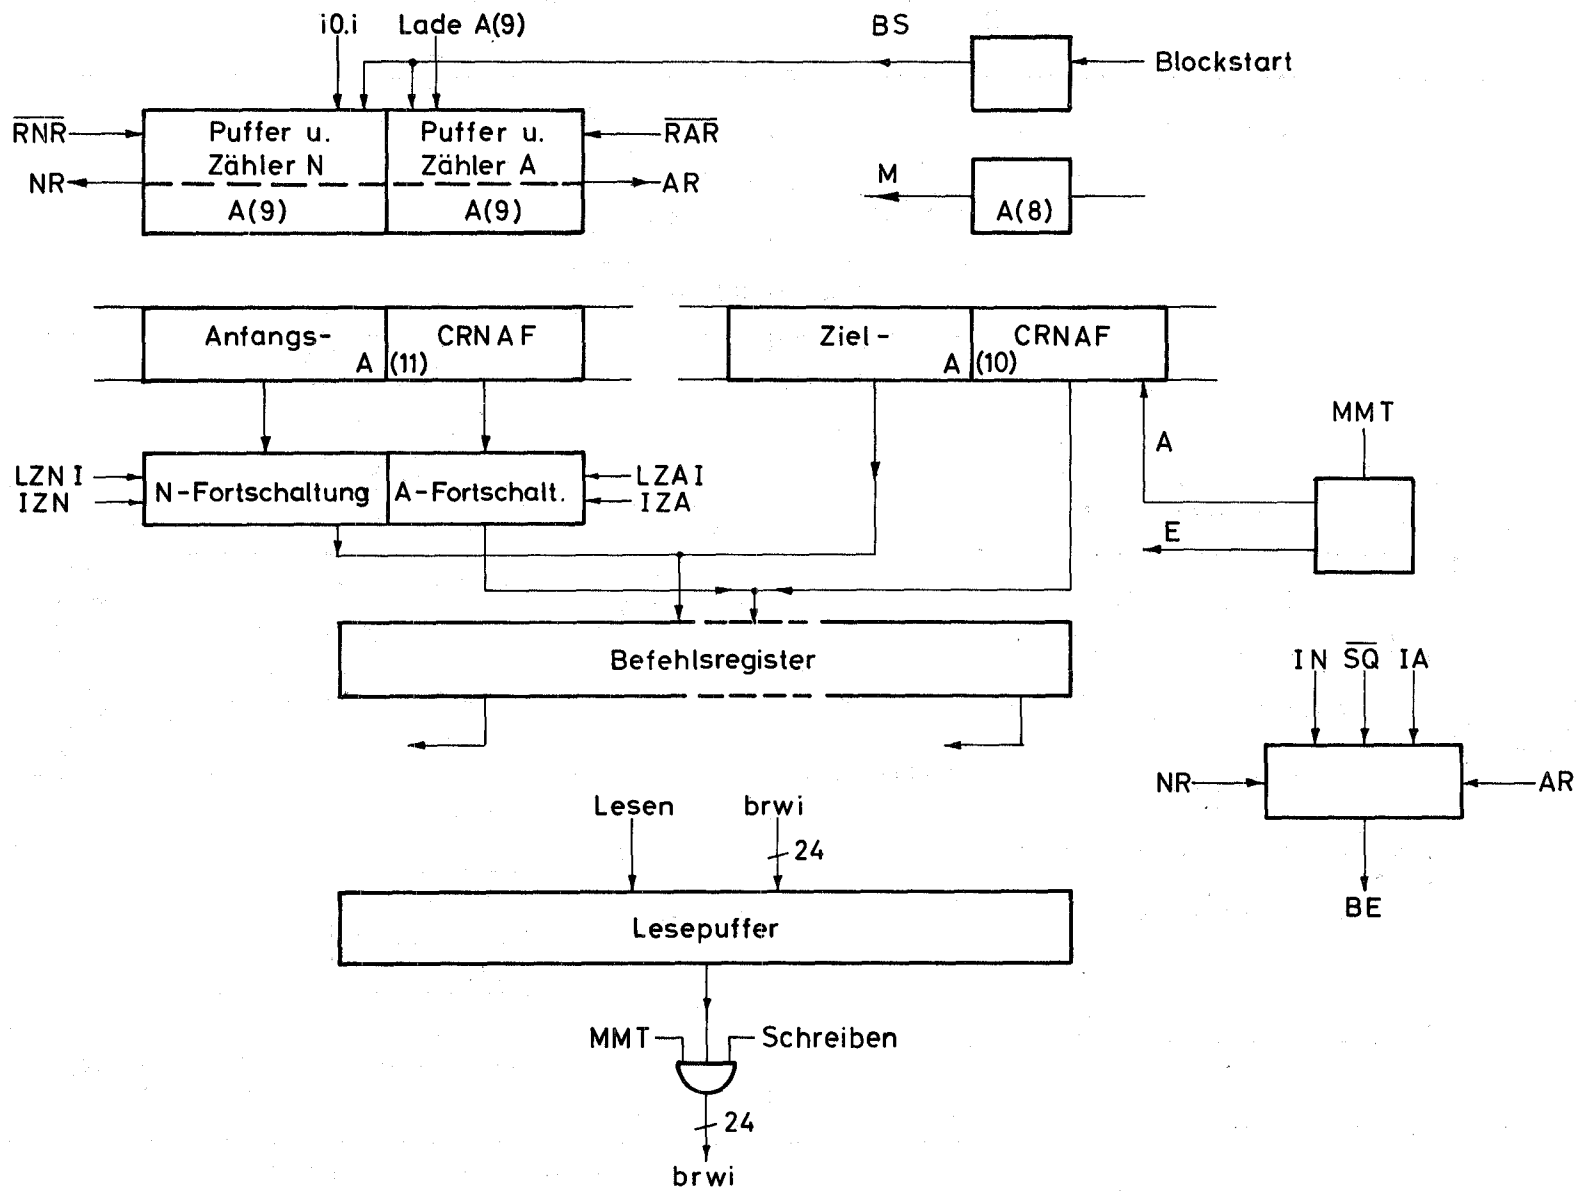 i0.i
Lade A(9)
BS
Blockstart
RNR
Puffer u.
Zähler N
Puffer u.
Zähler A
RAR
NR
AR
A(9)
A(9)
M
A(8)
Anfangs-
CRNAF
A (11)
Ziel-
CRNAF
A (10)
MMT
A
E
LZNI
IZN
N-Fortschaltung
A-Fortschalt.
LZAI
IZA
Befehlsregister
IN SQ IA
NR
AR
BE
Lesen
brwi
24
Lesepuffer
MMT
Schreiben
24
brwi